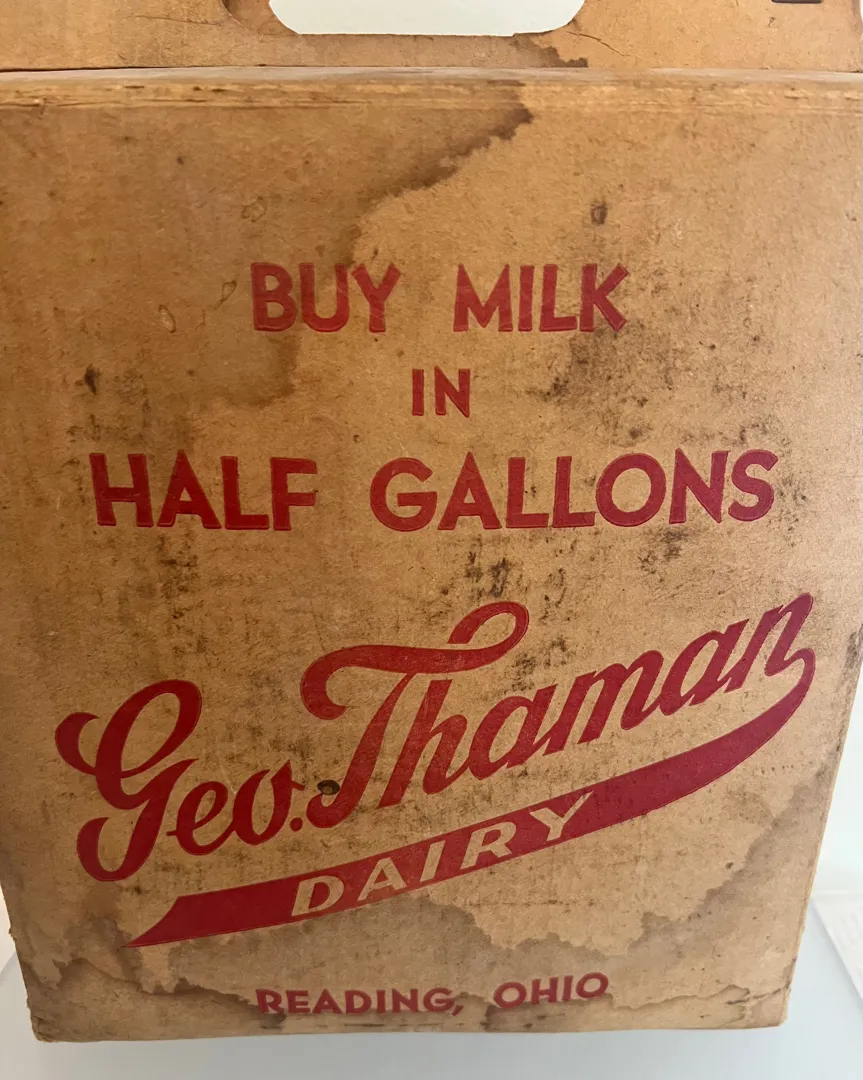 BUY MILK
IN
HALF GALLONS
Geo. Thaman
DAIRY
READING, OHIO